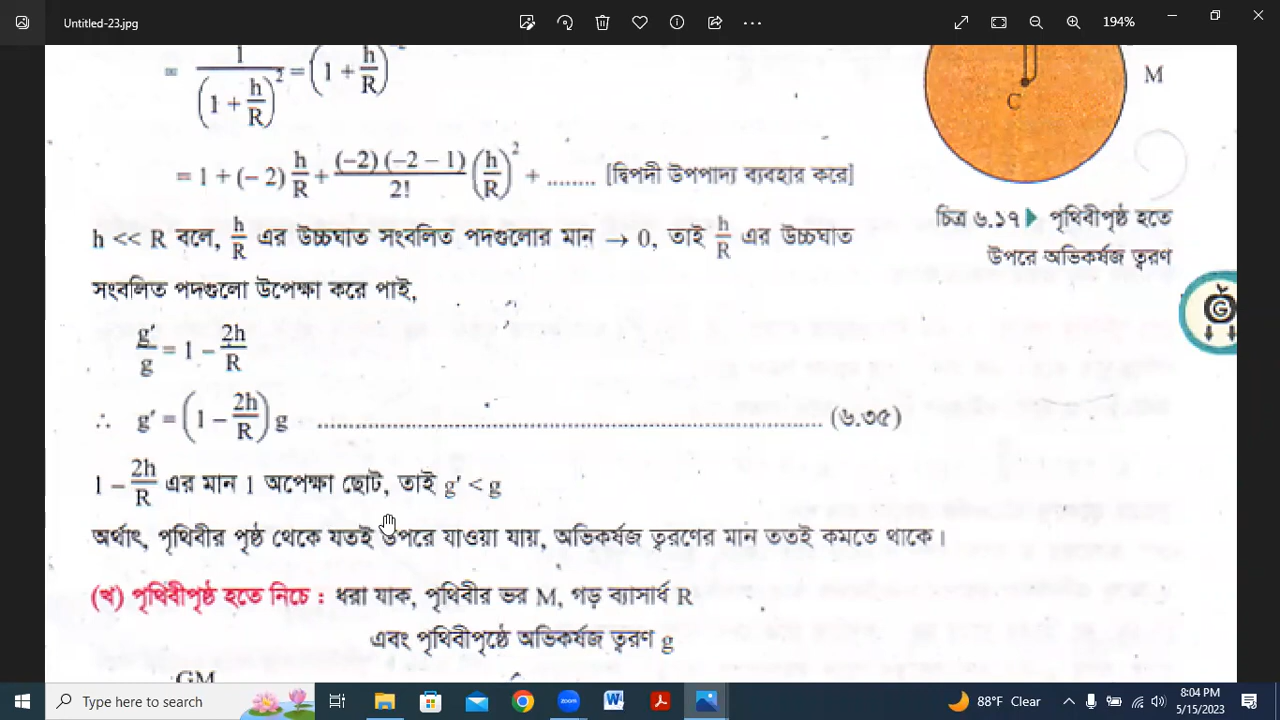 Untitled-23.jpg
194%
= 1/(1 + h/R)² = (1 + h/R)⁻²
= 1 + (−2) h/R + (−2) (−2 − 1)/2! (h/R)² + ........ [দ্বিপদী উপপাদ্য ব্যবহার করে]
h << R বলে, h/R এর উচ্চঘাত সংবলিত পদগুলোর মান → 0, তাই h/R এর উচ্চঘাত
সংবলিত পদগুলো উপেক্ষা করে পাই,
g′/g = 1 − 2h/R
∴ g′ = (1 − 2h/R) g ........ (৬.৩৫)
1 − 2h/R এর মান 1 অপেক্ষা ছোট, তাই g′ < g
অর্থাৎ, পৃথিবীর পৃষ্ঠ থেকে যতই উপরে যাওয়া যায়, অভিকর্ষজ ত্বরণের মান ততই কমতে থাকে।
(খ) পৃথিবীপৃষ্ঠ হতে নিচে : ধরা যাক, পৃথিবীর ভর M, গড় ব্যাসার্ধ R
এবং পৃথিবীপৃষ্ঠে অভিকর্ষজ ত্বরণ g
GM
C
M
চিত্র ৬.১৭ পৃথিবীপৃষ্ঠ হতে
উপরে অভিকর্ষজ ত্বরণ
G
Type here to search
zoom
88°F Clear
8:04 PM
5/15/2023